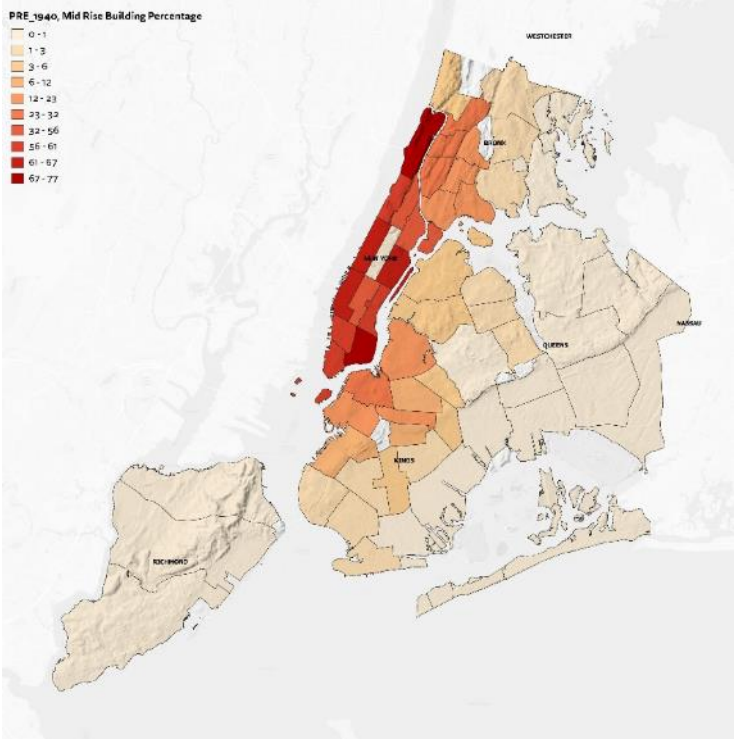 PRE_1940, Mid Rise Building Percentage
0 - 1
1 - 3
3 - 6
6 - 12
12 - 23
23 - 32
32 - 56
56 - 61
61 - 67
67 - 77
WESTCHESTER
BRONX
NEW YORK
NASSAU
QUEENS
KINGS
RICHMOND